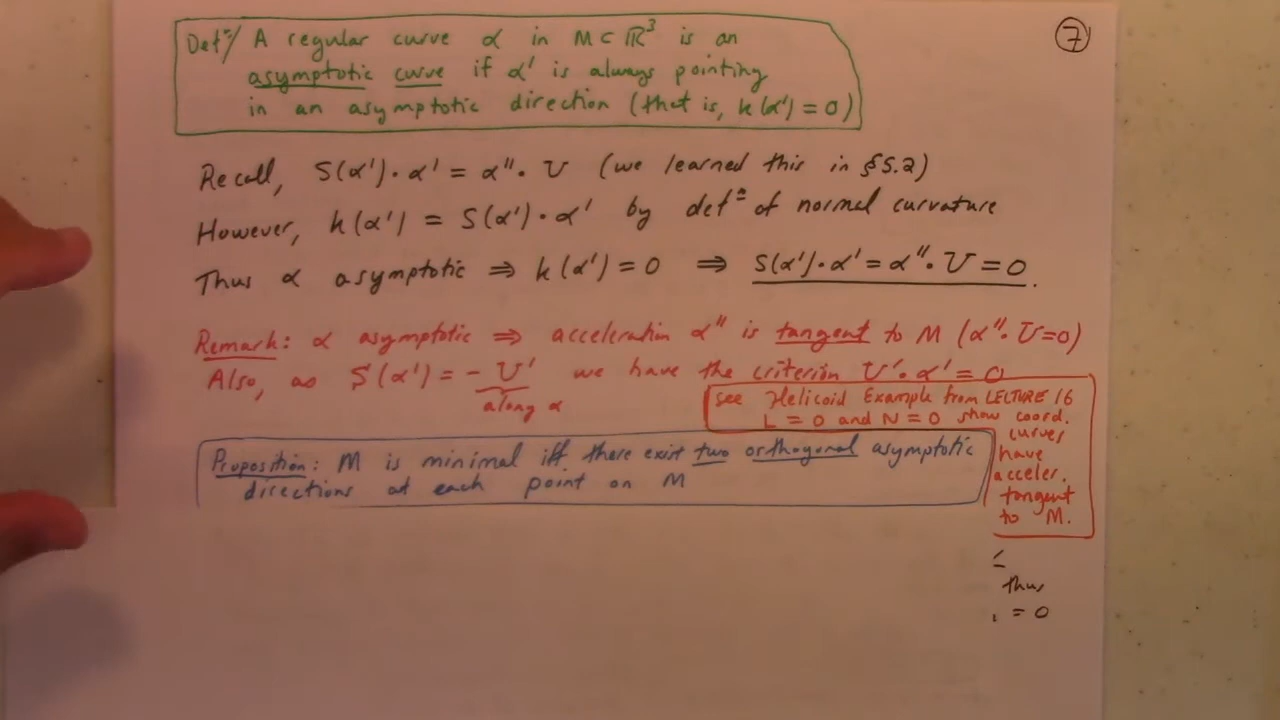 7
Defⁿ/ A regular curve α in M ⊂ ℝ³ is an
asymptotic curve if α' is always pointing
in an asymptotic direction (that is, k(α') = 0)
Recall, S(α')·α' = α''·U (we learned this in §5.2)
However, k(α') = S(α')·α' by defⁿ of normal curvature
Thus α asymptotic ⇒ k(α') = 0 ⇒ S(α')·α' = α''·U = 0.
Remark: α asymptotic ⇒ acceleration α'' is tangent to M (α''·U=0)
Also, as S(α') = -U' we have the criterion U'·α' = 0
along α
See Helicoid Example from LECTURE 16
L = 0 and N = 0 show coord.
curves
have
acceler.
tangent
to M.
Proposition: M is minimal iff there exist two orthogonal asymptotic
directions at each point on M
thus
= 0